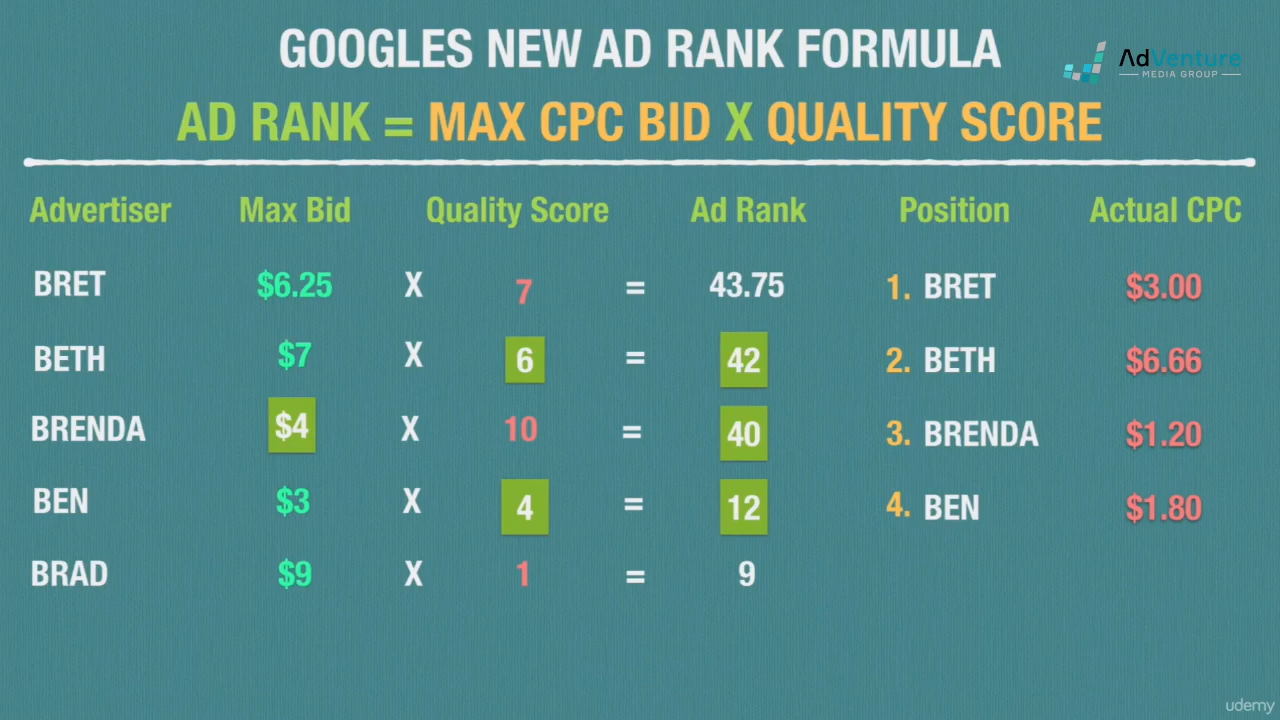 GOOGLES NEW AD RANK FORMULA
AdVenture
MEDIA GROUP
AD RANK = MAX CPC BID X QUALITY SCORE
Advertiser Max Bid Quality Score Ad Rank Position Actual CPC
BRET $6.25 X 7 = 43.75 1. BRET $3.00
BETH $7 X 6 = 42 2. BETH $6.66
BRENDA $4 X 10 = 40 3. BRENDA $1.20
BEN $3 X 4 = 12 4. BEN $1.80
BRAD $9 X 1 = 9
udemy